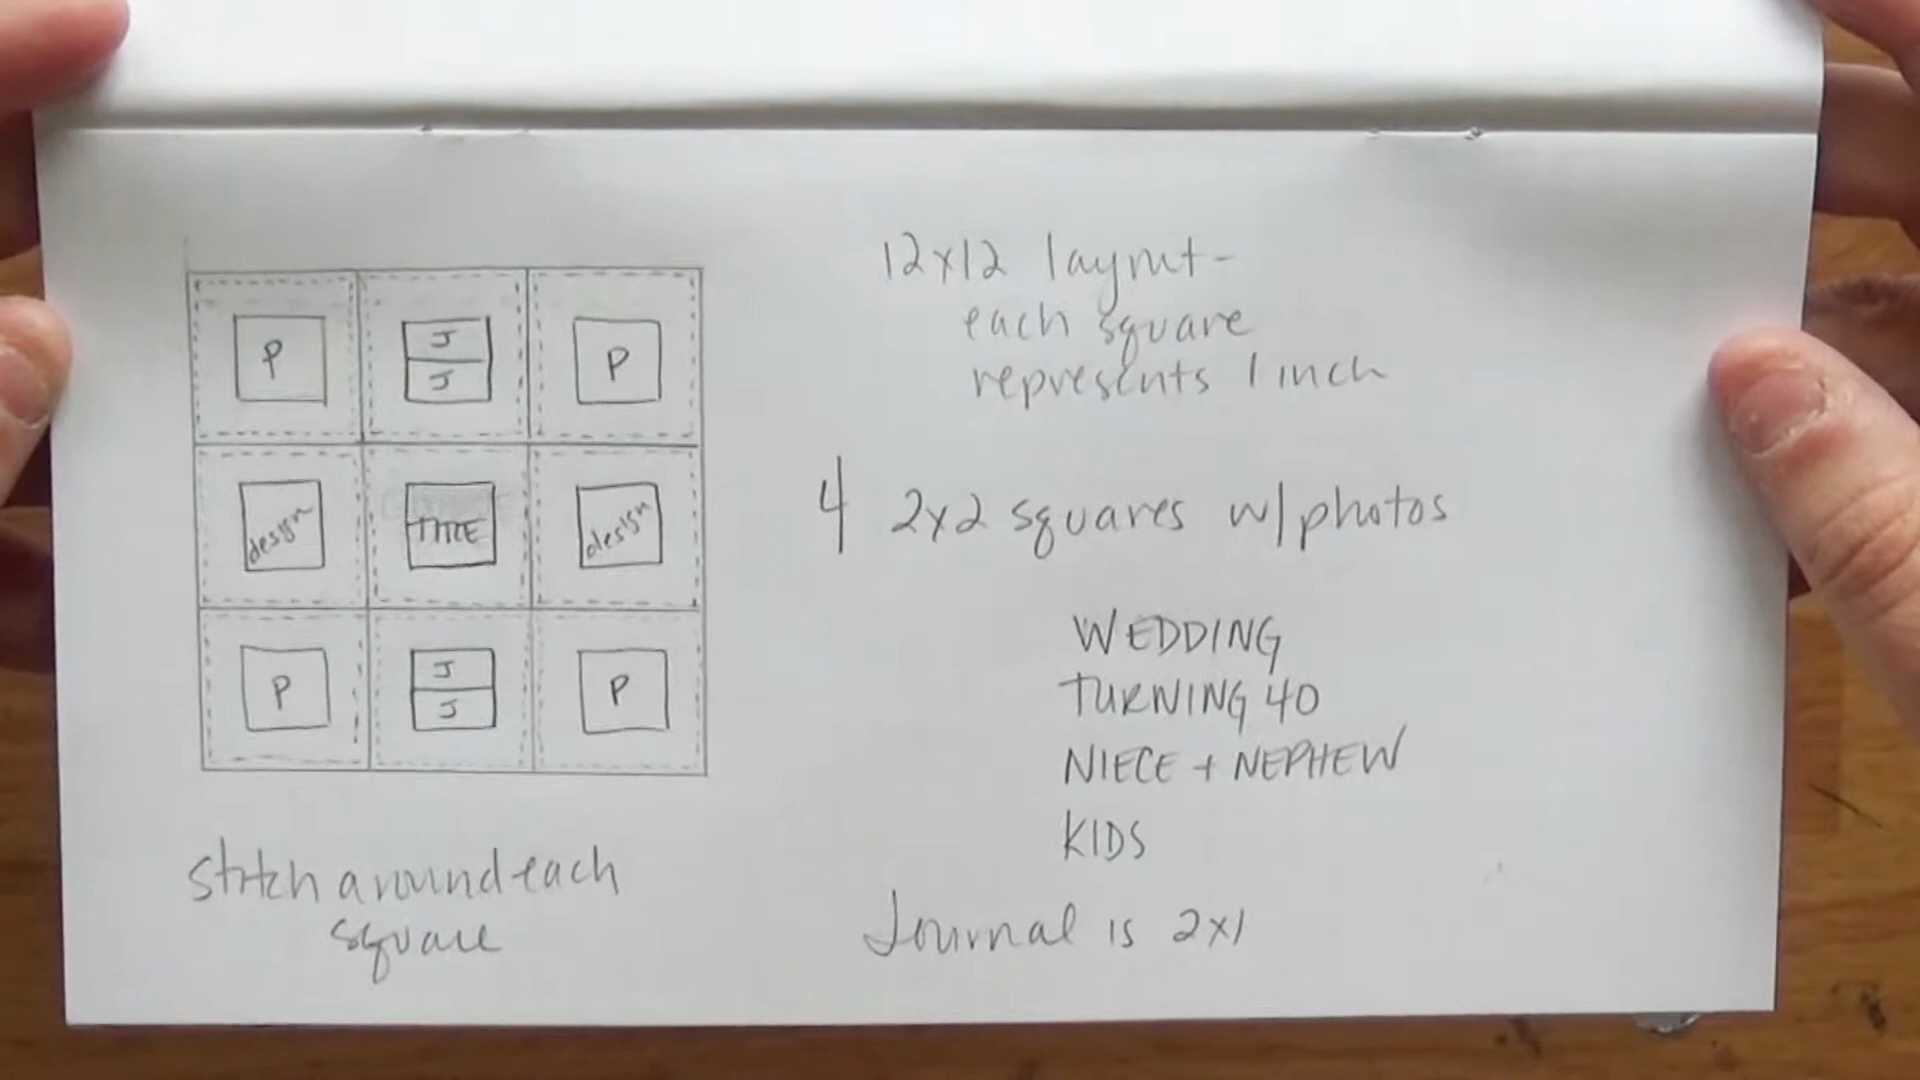 P
J
J
P
design
TITLE
design
P
J
J
P
stitch around each
square
12x12 layout-
each square
represents 1 inch
4 2x2 squares w/photos
WEDDING
TURNING 40
NIECE + NEPHEW
KIDS
Journal is 2x1